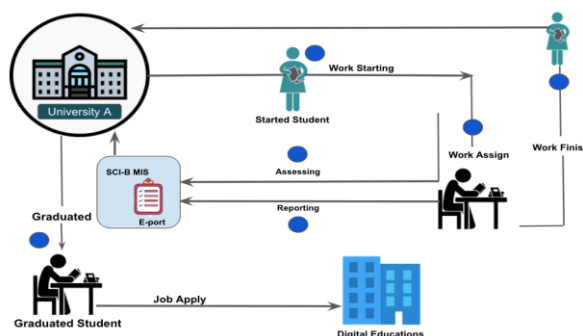 University A
Work Starting
Started Student
Work Assign
Work Finis
SCI-B MIS
Assessing
E-port
Reporting
Graduated
Graduated Student
Job Apply
Digital Educations